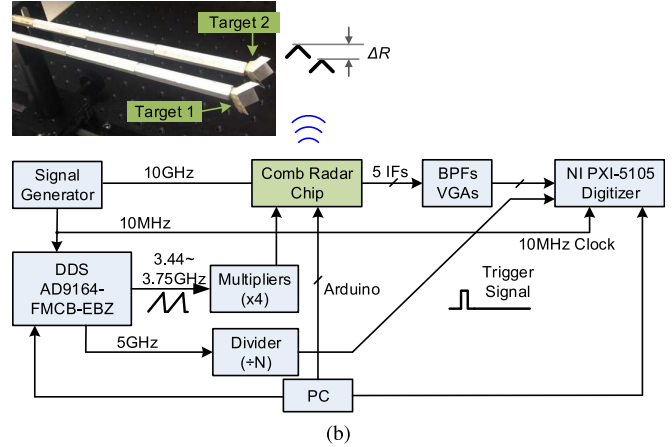 Target 2
Target 1
ΔR
Signal
Generator
10GHz
Comb Radar
Chip
5 IFs
BPFs
VGAs
NI PXI-5105
Digitizer
10MHz
10MHz Clock
DDS
AD9164-
FMCB-EBZ
3.44~
3.75GHz
Multipliers
(x4)
Arduino
Trigger
Signal
5GHz
Divider
(÷N)
PC
(b)